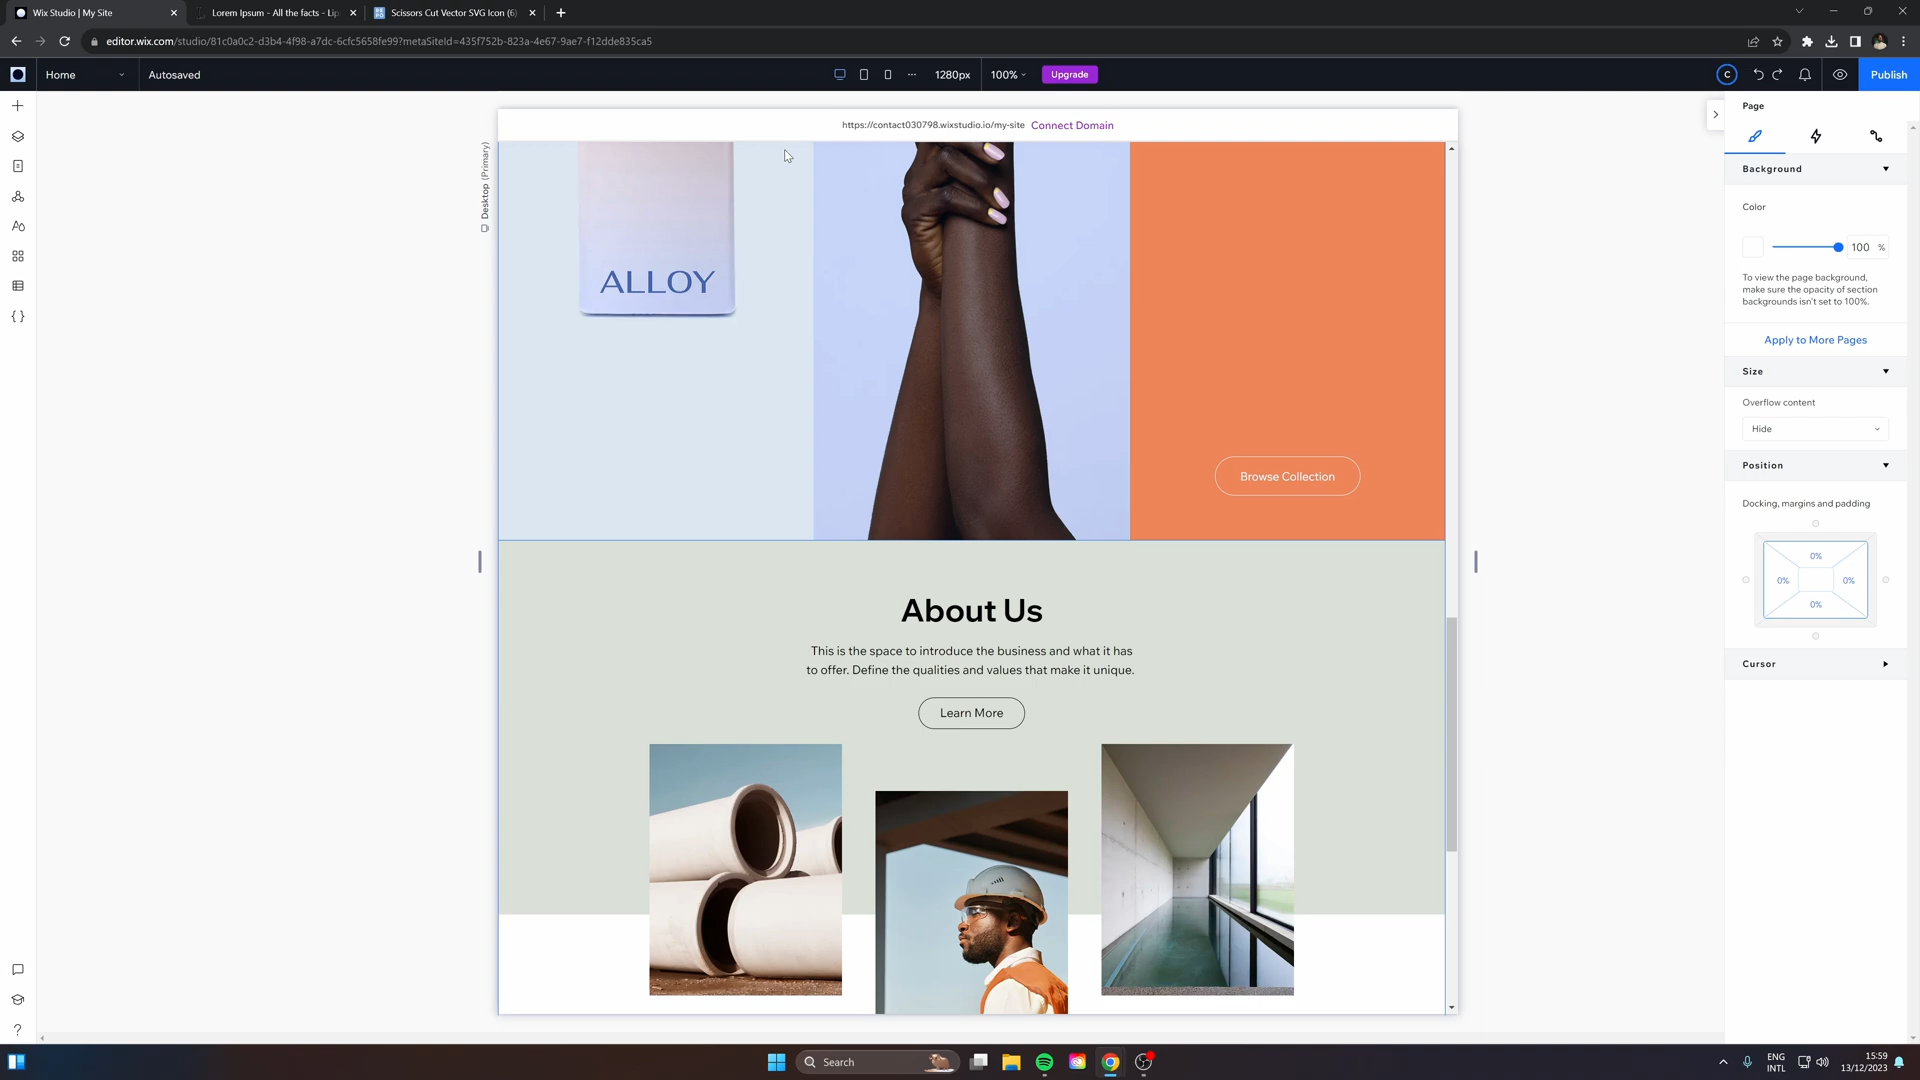 Wix Studio | My Site
Lorem Ipsum - All the facts - Lip
Scissors Cut Vector SVG Icon (6)
editor.wix.com/studio/81c0a0c2-d3b4-4f98-a7dc-6cfc5658fe99?metaSiteId=435f752b-823a-4e67-9ae7-f12dde835ca5
Home
Autosaved
1280px
100%
Upgrade
C
Publish
https://contact030798.wixstudio.io/my-site Connect Domain
Desktop (Primary)
ALLOY
Browse Collection
About Us
This is the space to introduce the business and what it has
to offer. Define the qualities and values that make it unique.
Learn More
Page
Background
Color
100 %
To view the page background,
make sure the opacity of section
backgrounds isn't set to 100%.
Apply to More Pages
Size
Overflow content
Hide
Position
Docking, margins and padding
0%
0% 0%
0%
Cursor
Search
ENG
INTL
15:59
13/12/2023